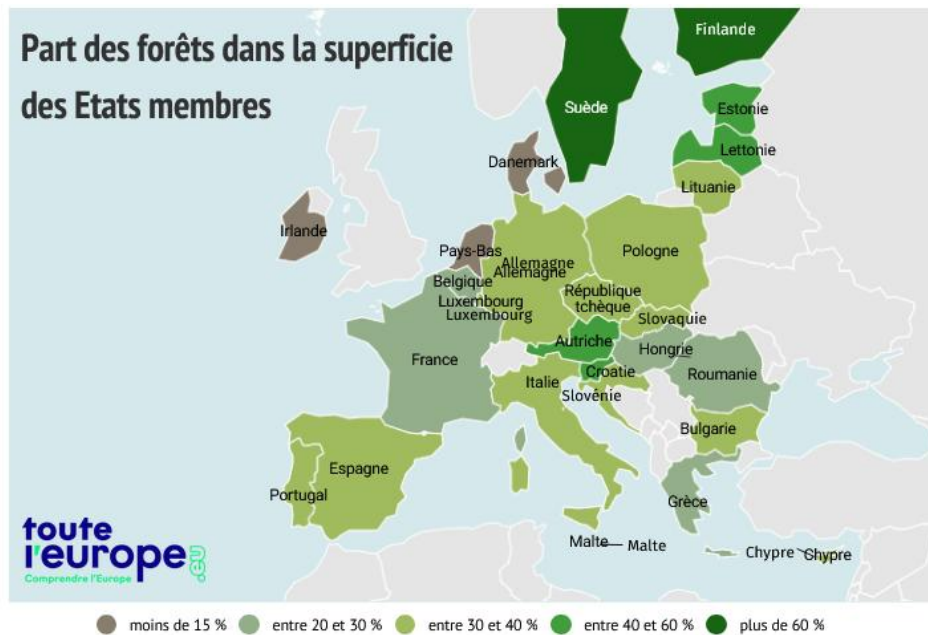 Part des forêts dans la superficie
des Etats membres
Finlande
Suède
Estonie
Lettonie
Danemark
Lituanie
Irlande
Pays-Bas
Pologne
Allemagne
Allemagne
Belgique
République
tchèque
Luxembourg
Luxembourg
Slovaquie
Autriche
Hongrie
France
Croatie
Roumanie
Italie
Slovénie
Bulgarie
Espagne
Portugal
Grèce
toute
l'europe.eu
Comprendre l'Europe
Malte
Malte
Chypre
Chypre
moins de 15 % entre 20 et 30 % entre 30 et 40 % entre 40 et 60 % plus de 60 %